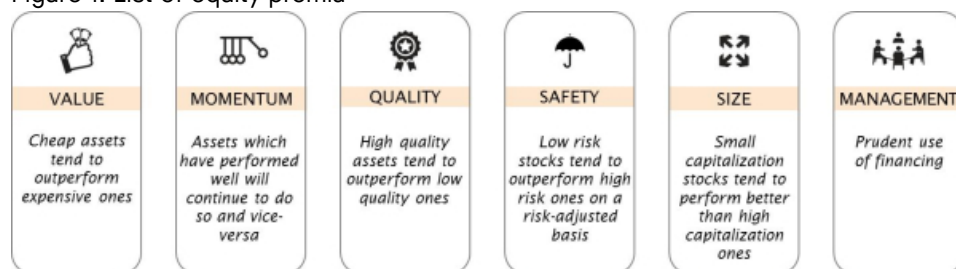 Figure 1: List of equity premia
VALUE
Cheap assets
tend to
outperform
expensive ones
MOMENTUM
Assets which
have performed
well will
continue to do
so and vice-
versa
QUALITY
High quality
assets tend to
outperform low
quality ones
SAFETY
Low risk
stocks tend to
outperform high
risk ones on a
risk-adjusted
basis
SIZE
Small
capitalization
stocks tend to
perform better
than high
capitalization
ones
MANAGEMENT
Prudent use
of financing